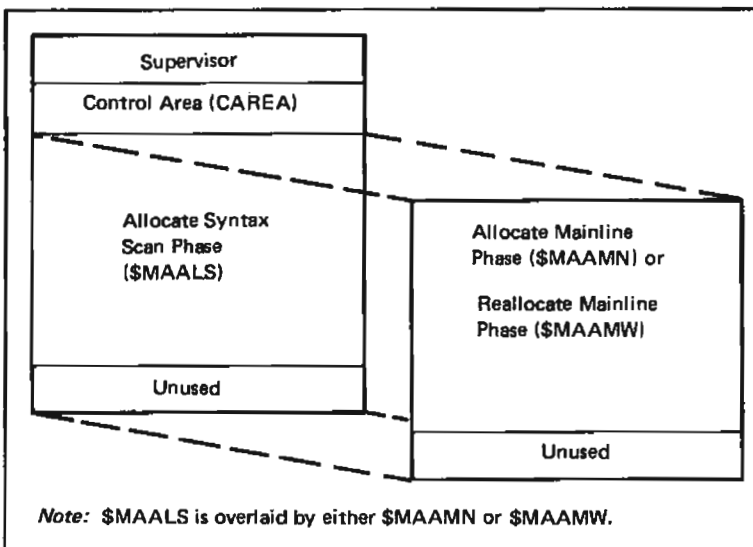 Supervisor
Control Area (CAREA)
Allocate Syntax
Scan Phase
($MAALS)
Unused
Allocate Mainline
Phase ($MAAMN) or
Reallocate Mainline
Phase ($MAAMW)
Unused
Note: $MAALS is overlaid by either $MAAMN or $MAAMW.